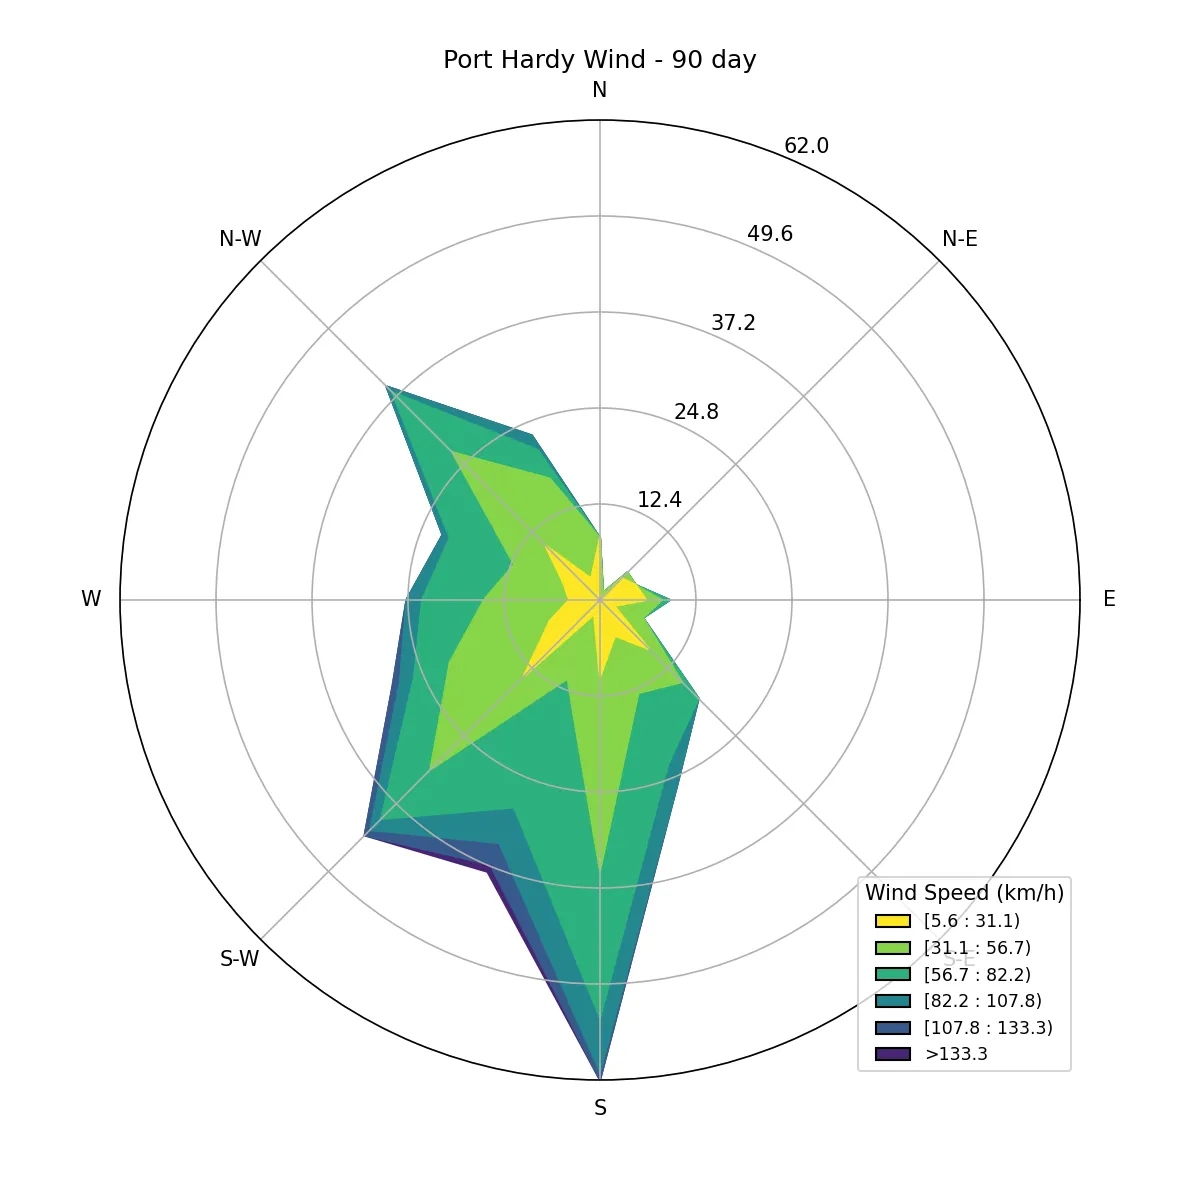 Port Hardy Wind - 90 day
N
62.0
N-W
49.6
N-E
37.2
24.8
12.4
W
E
S-W
S-E
Wind Speed (km/h)
[5.6 : 31.1)
[31.1 : 56.7)
[56.7 : 82.2)
[82.2 : 107.8)
[107.8 : 133.3)
>133.3
S